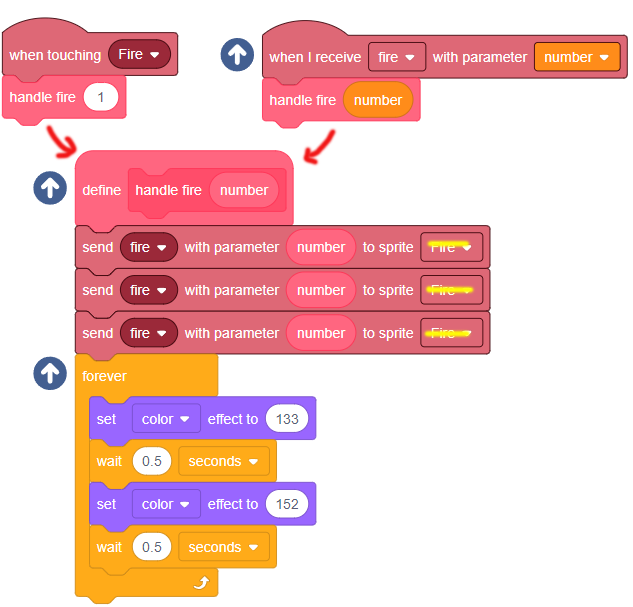 when touching Fire
handle fire 1
when I receive fire with parameter number
handle fire number
define handle fire number
send fire with parameter number to sprite Fire
send fire with parameter number to sprite Fire
send fire with parameter number to sprite Fire
forever
set color effect to 133
wait 0.5 seconds
set color effect to 152
wait 0.5 seconds